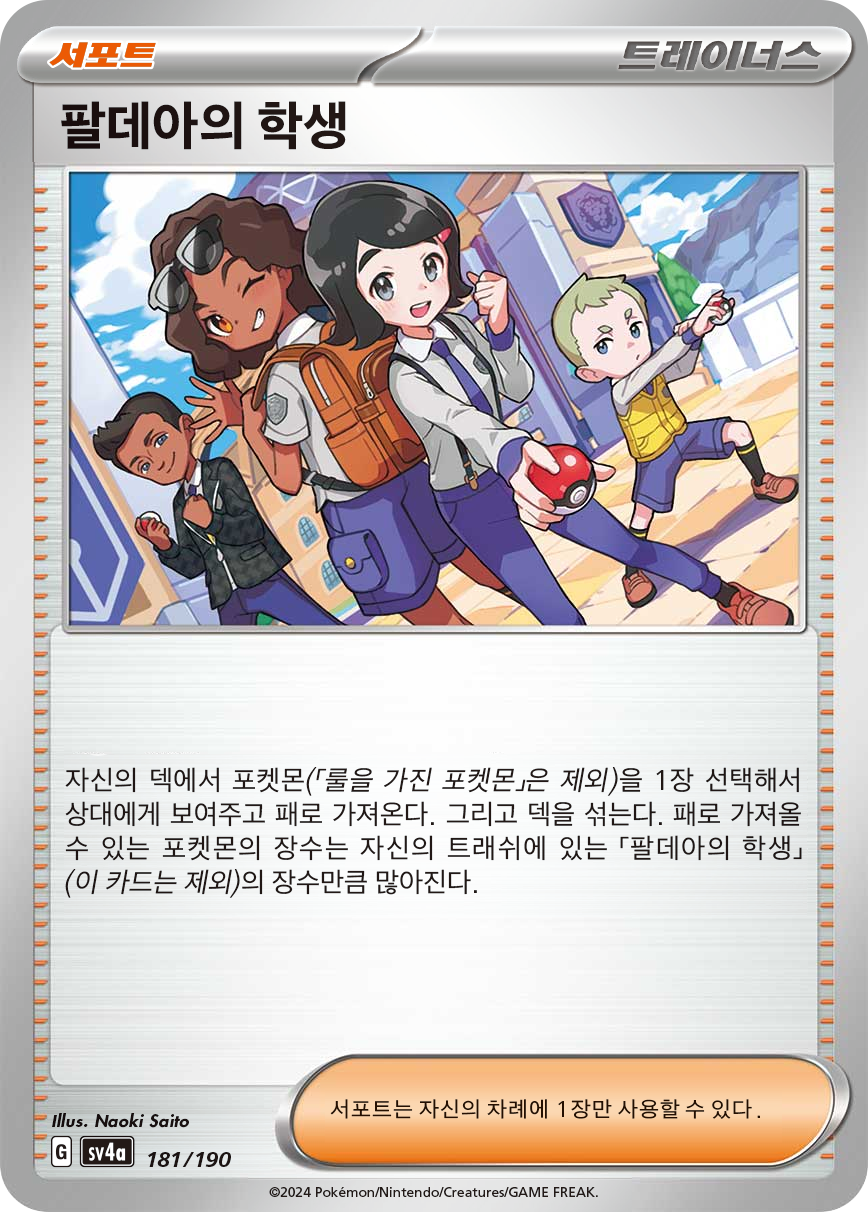 서포트
트레이너스
팔데아의 학생
자신의 덱에서 포켓몬(「룰을 가진 포켓몬」은 제외)을 1장 선택해서
상대에게 보여주고 패로 가져온다. 그리고 덱을 섞는다. 패로 가져올
수 있는 포켓몬의 장수는 자신의 트래쉬에 있는 「팔데아의 학생」
(이 카드는 제외)의 장수만큼 많아진다.
서포트는 자신의 차례에 1장만 사용할 수 있다.
Illus. Naoki Saito
G sv4a 181/190
©2024 Pokémon/Nintendo/Creatures/GAME FREAK.